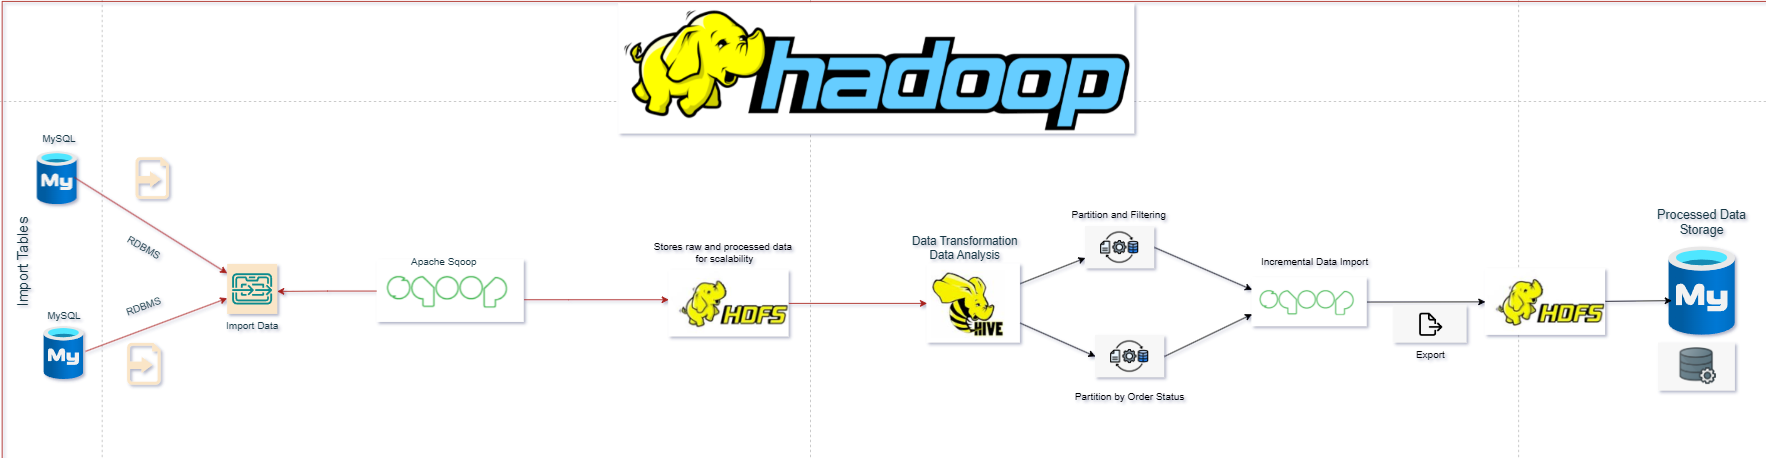 hadoop
MySQL
My
Import Tables
RDBMS
RDBMS
MySQL
My
Import Data
Apache Sqoop
sqoop
Stores raw and processed data
for scalability
HDFS
Data Transformation
Data Analysis
HIVE
Partition and Filtering
Partition by Order Status
Incremental Data Import
sqoop
Export
HDFS
Processed Data
Storage
My